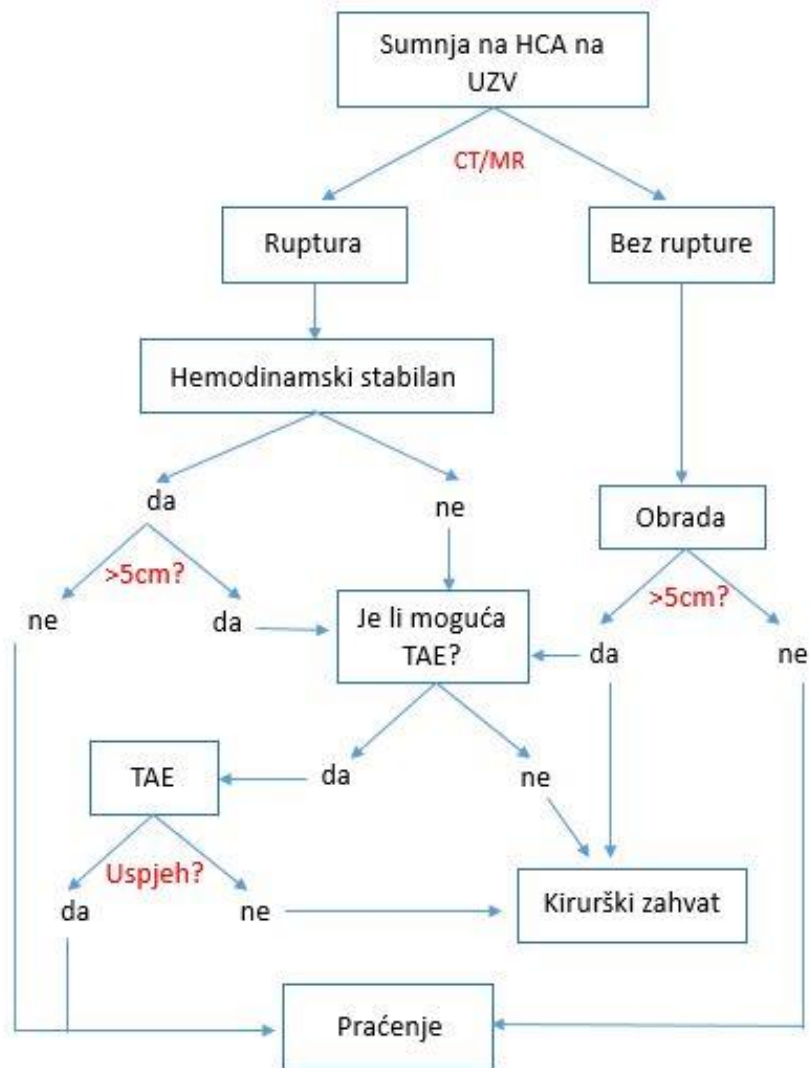 Sumnja na HCA na
UZV
CT/MR
Ruptura
Bez rupture
Hemodinamski stabilan
da
ne
Obrada
>5cm?
>5cm?
ne
da
Je li moguća
TAE?
da
ne
TAE
da
ne
Uspjeh?
da
ne
Kirurški zahvat
Praćenje